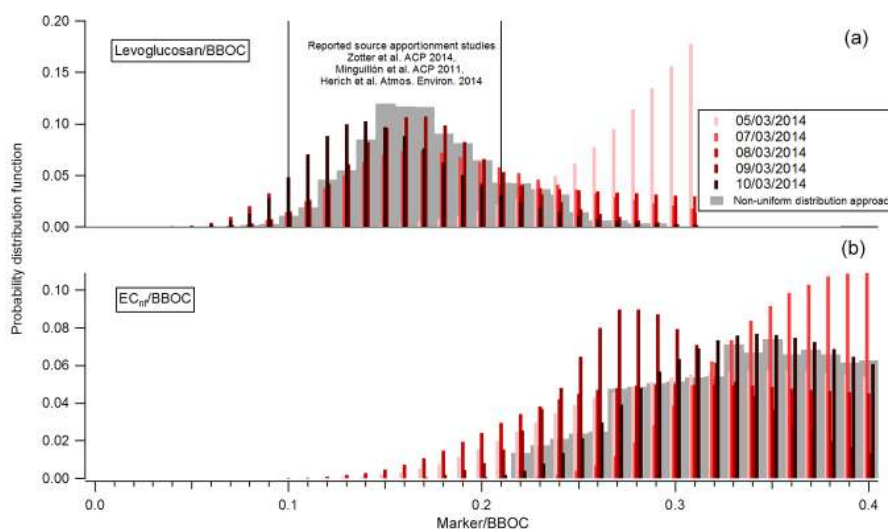 0.20
0.15
0.10
0.05
0.00
Levoglucosan/BBOC
Reported source apportionment studies
Zotter et al. ACP 2014,
Minguillón et al. ACP 2011,
Herich et al. Atmos. Environ. 2014
(a)
05/03/2014
07/03/2014
08/03/2014
09/03/2014
10/03/2014
Non-uniform distribution approac
Probability distribution function
(b)
ECnf/BBOC
0.10
0.08
0.06
0.04
0.02
0.00
0.0 0.1 0.2 0.3 0.4
Marker/BBOC